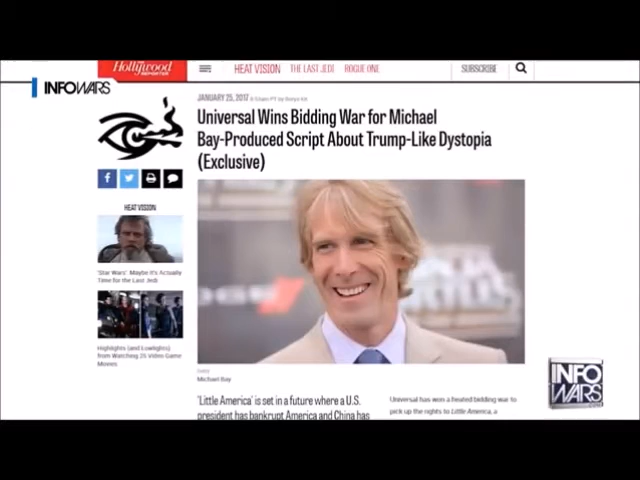 Hollywood
REPORTER
HEAT VISION
THE LAST JEDI
ROGUE ONE
SUBSCRIBE
INFOWARS
JANUARY 25, 2017
Universal Wins Bidding War for Michael
Bay-Produced Script About Trump-Like Dystopia
(Exclusive)
HEAT VISION
'Star Wars': Maybe It's Actually
Time for the Last Jedi
Highlights (and Lowlights)
from Watching 25 Video Game
Movies
Michael Bay
'Little America' is set in a future where a U.S.
president has bankrupt America and China has
Universal has won a heated bidding war to
pick up the rights to Little America, a
INFO
WARS